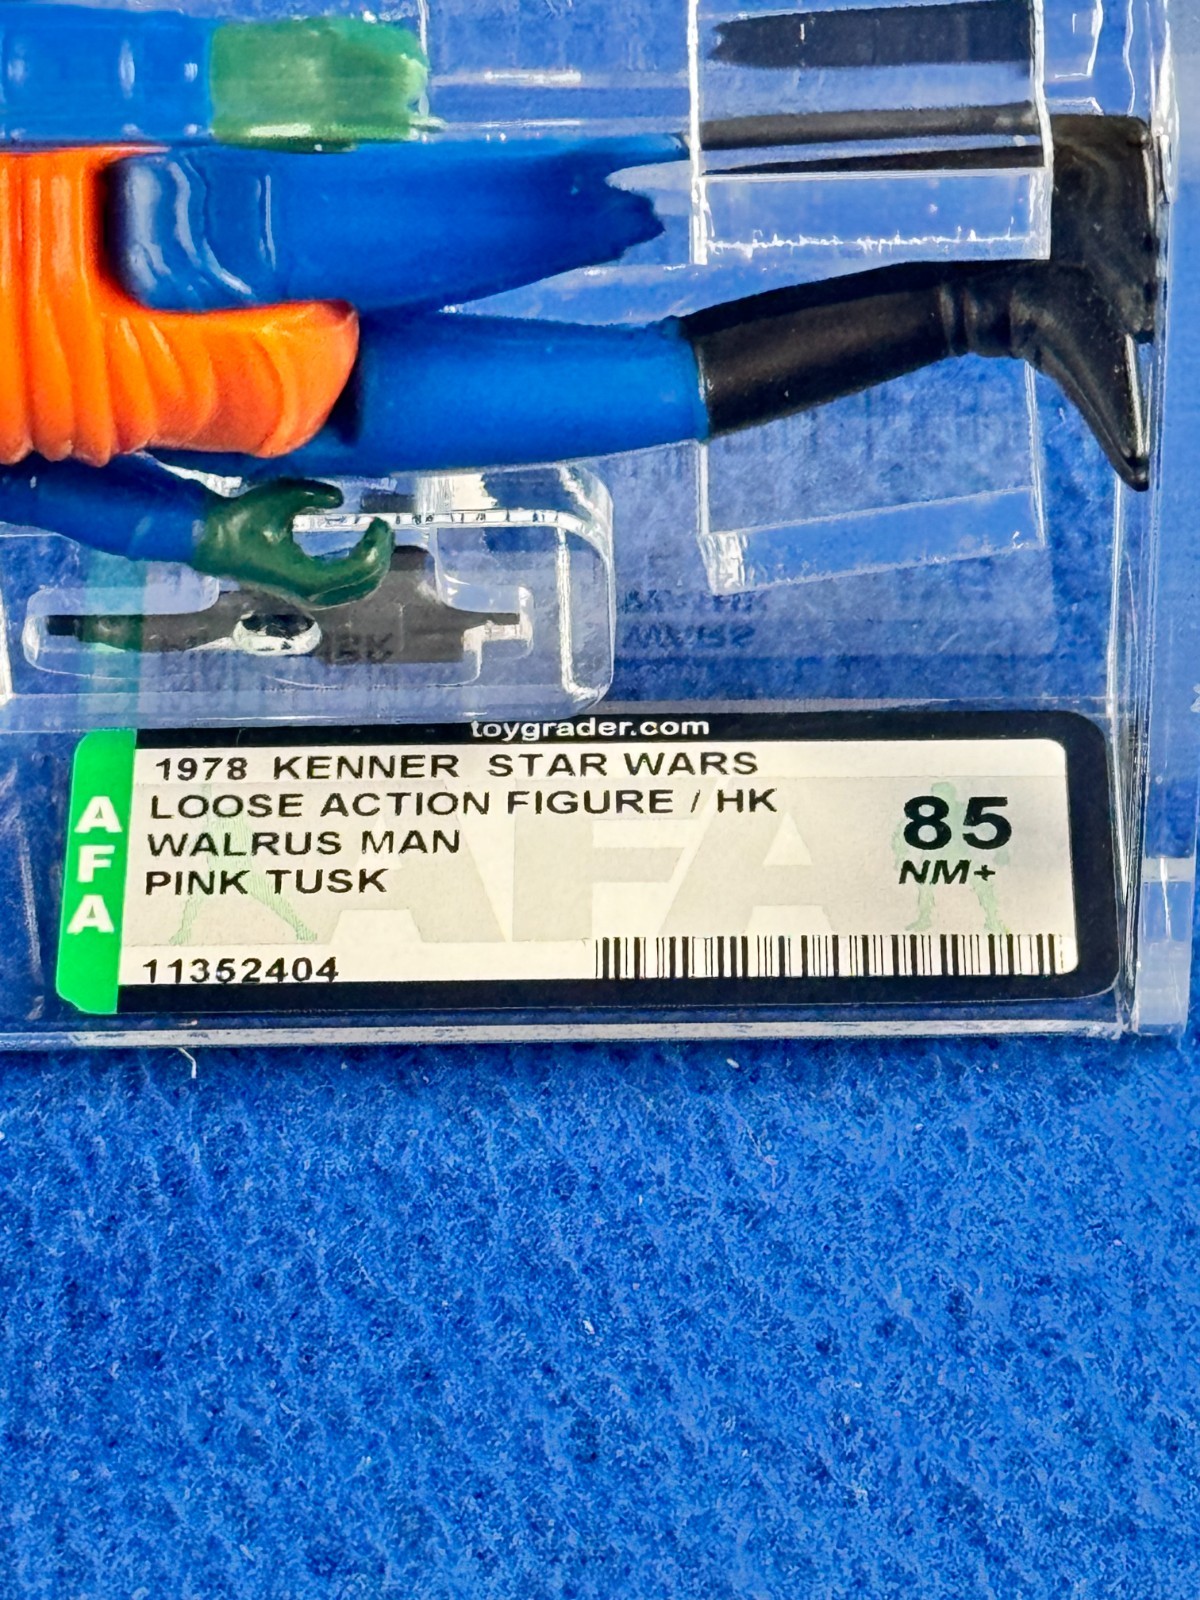 toygrader.com
1978 KENNER STAR WARS
LOOSE ACTION FIGURE / HK
WALRUS MAN
PINK TUSK
85
NM+
AFA
11352404
AFA